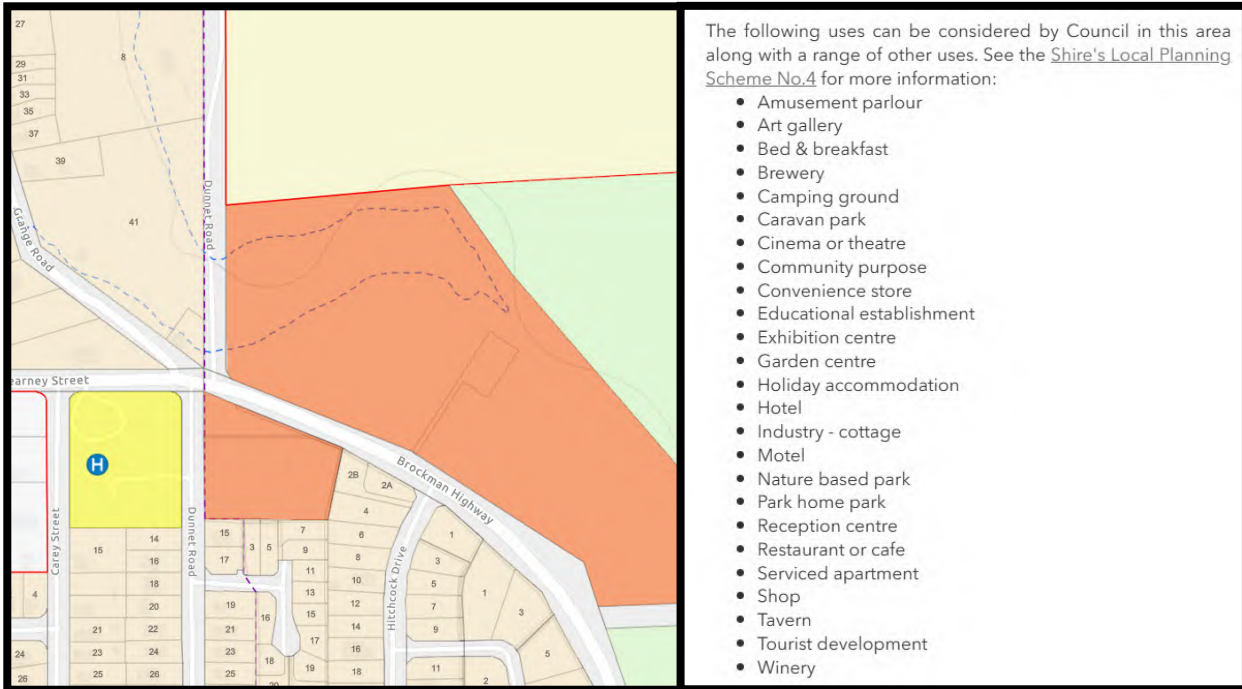 27
8
29
31
33
35
37
39
41
Grange Road
Dunnet Road
earney Street
H
Carey Street
Dunnet Road
Brockman Highway
Hitchcock Drive
2B
2A
4
6
8
10
12
14
16
18
15
17
3
5
7
9
11
13
15
17
19
16
18
20
19
21
23
25
15
14
16
18
20
21
22
23
24
25
26
4
24
26
1
3
5
7
9
11
1
3
5
2
The following uses can be considered by Council in this area
along with a range of other uses. See the Shire's Local Planning
Scheme No.4 for more information:
• Amusement parlour
• Art gallery
• Bed & breakfast
• Brewery
• Camping ground
• Caravan park
• Cinema or theatre
• Community purpose
• Convenience store
• Educational establishment
• Exhibition centre
• Garden centre
• Holiday accommodation
• Hotel
• Industry - cottage
• Motel
• Nature based park
• Park home park
• Reception centre
• Restaurant or cafe
• Serviced apartment
• Shop
• Tavern
• Tourist development
• Winery